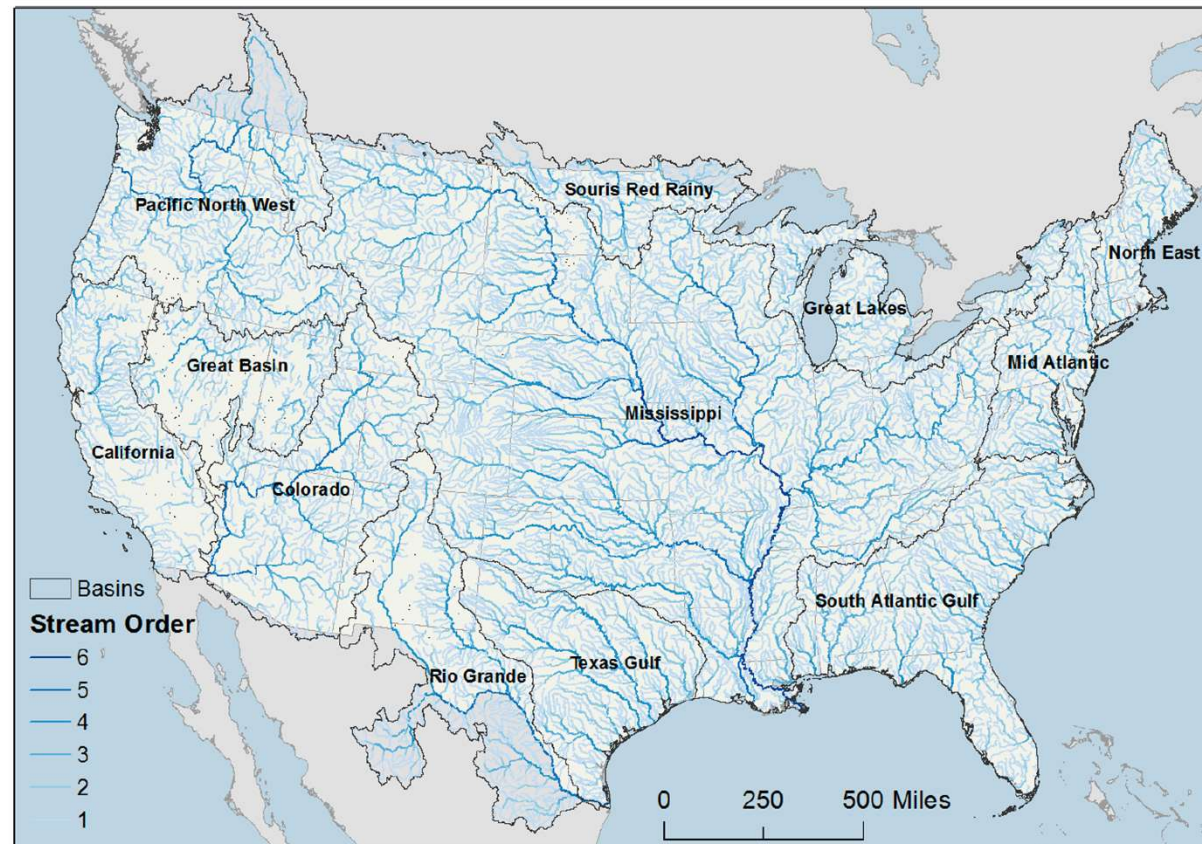 Souris Red Rainy
Pacific North West
North East
Great Lakes
Great Basin
Mid Atlantic
Mississippi
California
Colorado
Basins
South Atlantic Gulf
Stream Order
6
Texas Gulf
Rio Grande
5
4
3
2
1
0 250 500 Miles